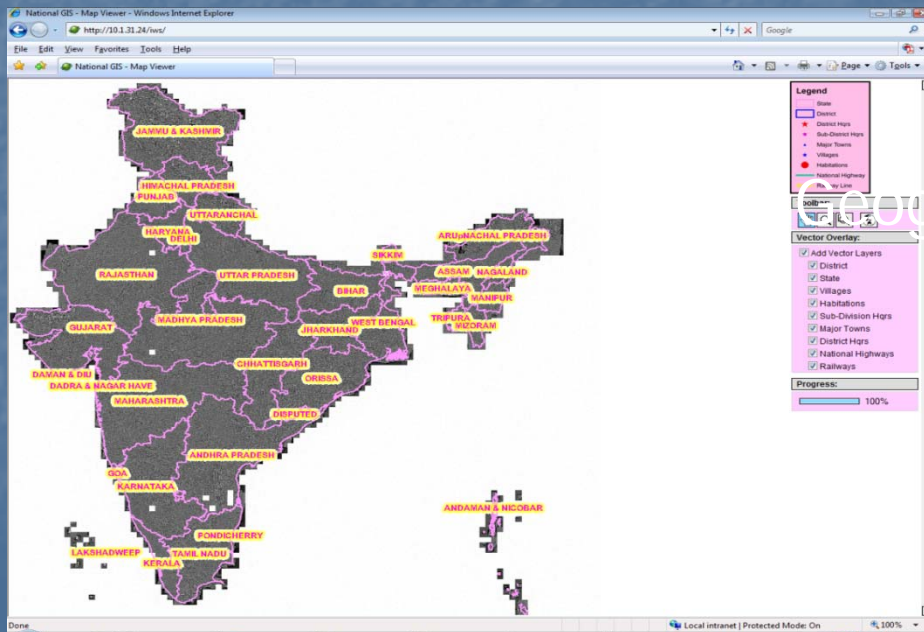 National GIS - Map Viewer - Windows Internet Explorer
http://10.1.31.24/iws/
Google
File Edit View Favorites Tools Help
National GIS - Map Viewer
Page Tools
JAMMU & KASHMIR
HIMACHAL PRADESH
PUNJAB
UTTARANCHAL
HARYANA
DELHI
ARUNACHAL PRADESH
SIKKIM
RAJASTHAN
UTTAR PRADESH
ASSAM
NAGALAND
BIHAR
MEGHALAYA
MANIPUR
GUJARAT
MADHYA PRADESH
JHARKHAND
WEST BENGAL
TRIPURA
MIZORAM
CHHATTISGARH
DAMAN & DIU
ORISSA
DADRA & NAGAR HAVE
MAHARASHTRA
DISPUTED
ANDHRA PRADESH
GOA
KARNATAKA
ANDAMAN & NICOBAR
PONDICHERRY
LAKSHADWEEP
TAMIL NADU
KERALA
Legend
State
District
District Hqrs
Sub-District Hqrs
Major Towns
Villages
Habitations
National Highway
Railway Line
Geog
Toolbar:
Vector Overlay:
Add Vector Layers
District
State
Villages
Habitations
Sub-Division Hqrs
Major Towns
District Hqrs
National Highways
Railways
Progress:
100%
Done
Local intranet | Protected Mode: On
100%